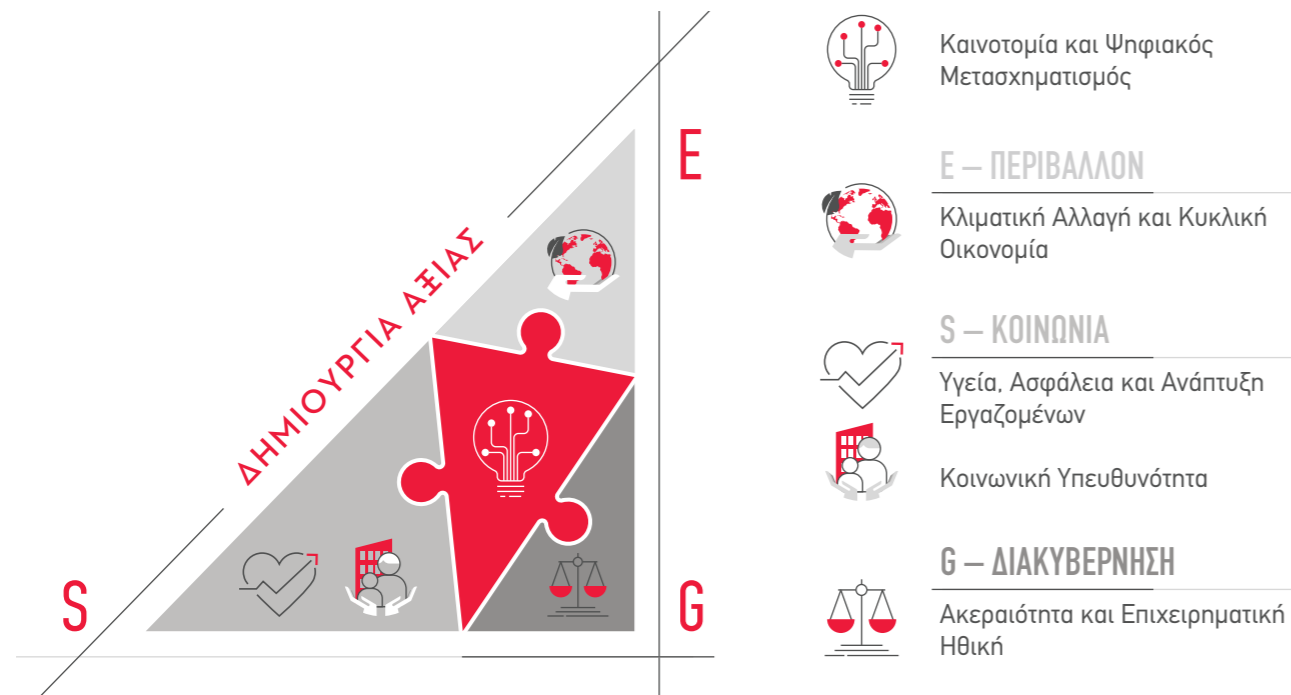 E
ΔΗΜΙΟΥΡΓΙΑ ΑΞΙΑΣ
S
G
Καινοτομία και Ψηφιακός
Μετασχηματισμός
E – ΠΕΡΙΒΑΛΛΟΝ
Κλιματική Αλλαγή και Κυκλική
Οικονομία
S – ΚΟΙΝΩΝΙΑ
Υγεία, Ασφάλεια και Ανάπτυξη
Εργαζομένων
Κοινωνική Υπευθυνότητα
G – ΔΙΑΚΥΒΕΡΝΗΣΗ
Ακεραιότητα και Επιχειρηματική
Ηθική